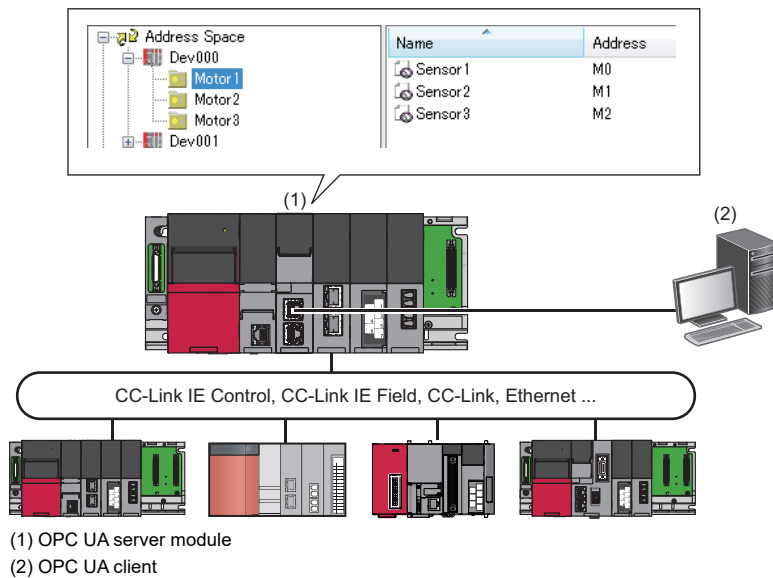 Address Space
Dev000
Motor1
Motor2
Motor3
Dev001
Name Address
Sensor1 M0
Sensor2 M1
Sensor3 M2
(1)
(2)
CC-Link IE Control, CC-Link IE Field, CC-Link, Ethernet ...
(1) OPC UA server module
(2) OPC UA client